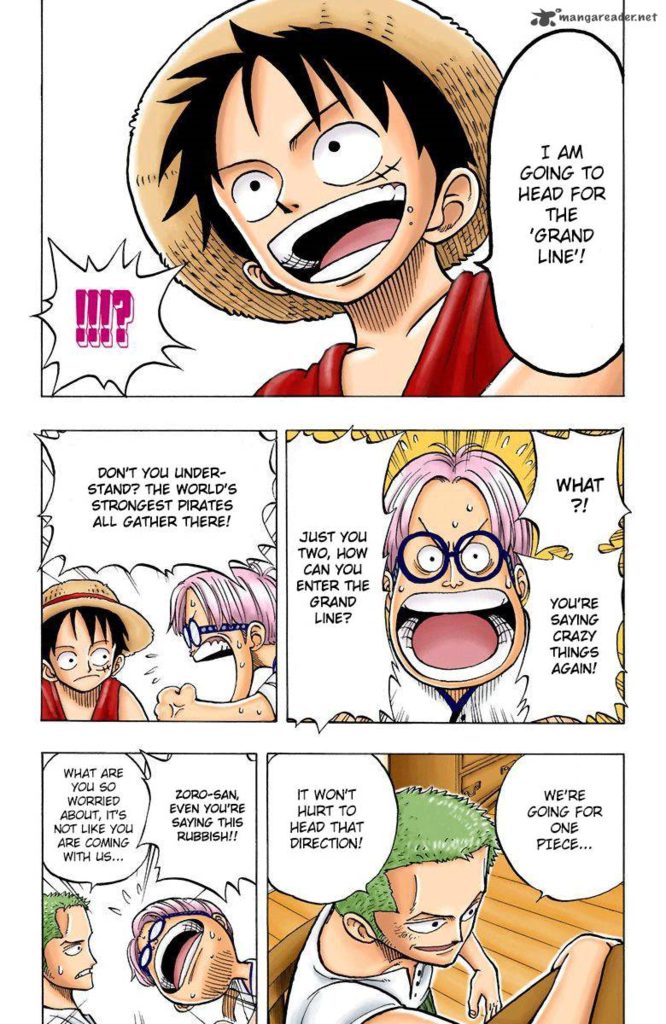 mangareader.net
I AM
GOING TO
HEAD FOR
THE
'GRAND
LINE'!
!!!?
WHAT
?!
YOU'RE
SAYING
CRAZY
THINGS
AGAIN!
JUST YOU
TWO, HOW
CAN YOU
ENTER THE
GRAND
LINE?
DON'T YOU UNDER-
STAND? THE WORLD'S
STRONGEST PIRATES
ALL GATHER THERE!
WE'RE
GOING FOR
ONE
PIECE...
IT WON'T
HURT TO
HEAD THAT
DIRECTION!
ZORO-SAN,
EVEN YOU'RE
SAYING THIS
RUBBISH!!
WHAT ARE
YOU SO
WORRIED
ABOUT, IT'S
NOT LIKE YOU
ARE COMING
WITH US...